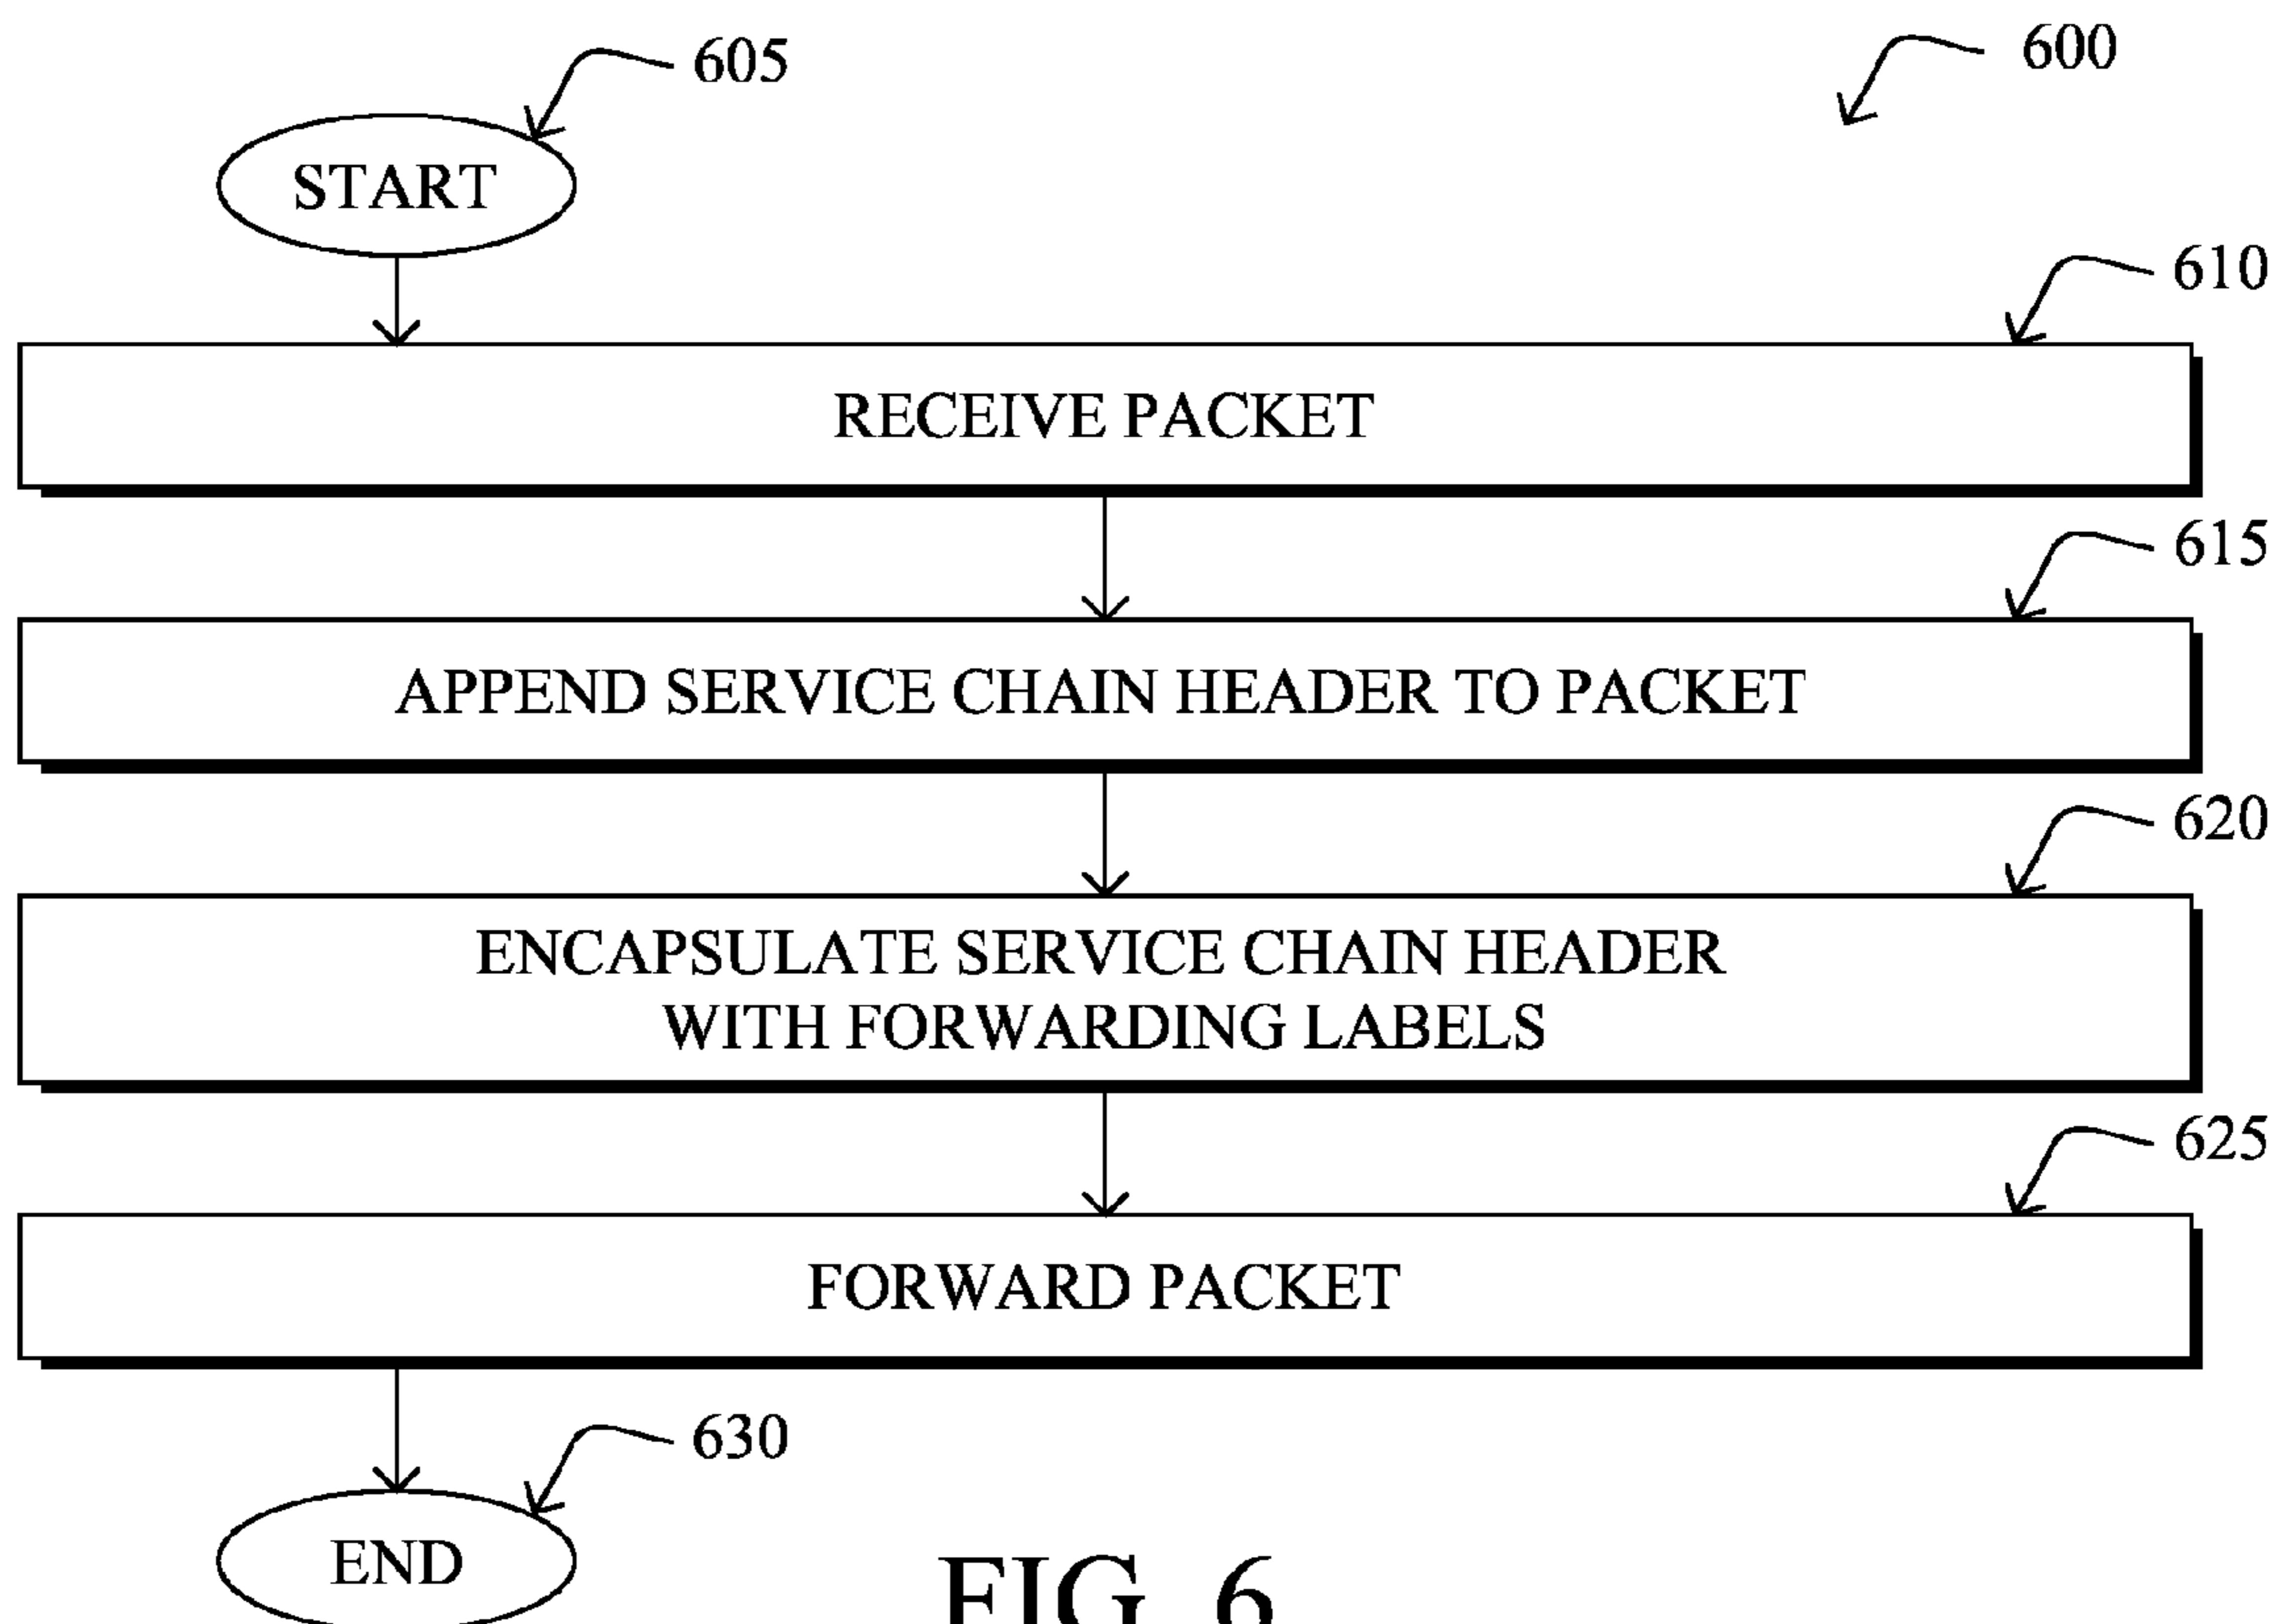 605
600
START
610
RECEIVE PACKET
615
APPEND SERVICE CHAIN HEADER TO PACKET
620
ENCAPSULATE SERVICE CHAIN HEADER
WITH FORWARDING LABELS
625
FORWARD PACKET
630
END
FIG. 6